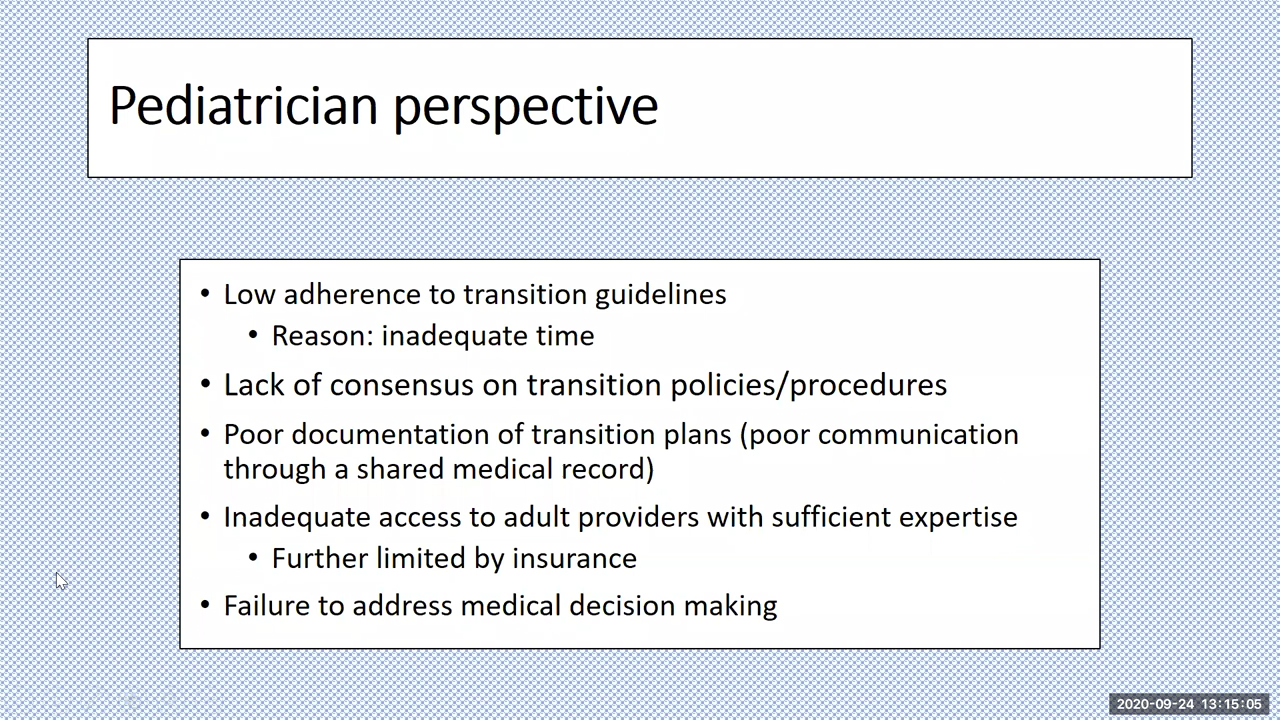 Pediatrician perspective
• Low adherence to transition guidelines
• Reason: inadequate time
• Lack of consensus on transition policies/procedures
• Poor documentation of transition plans (poor communication
through a shared medical record)
• Inadequate access to adult providers with sufficient expertise
• Further limited by insurance
• Failure to address medical decision making
2020-09-24 13:15:05